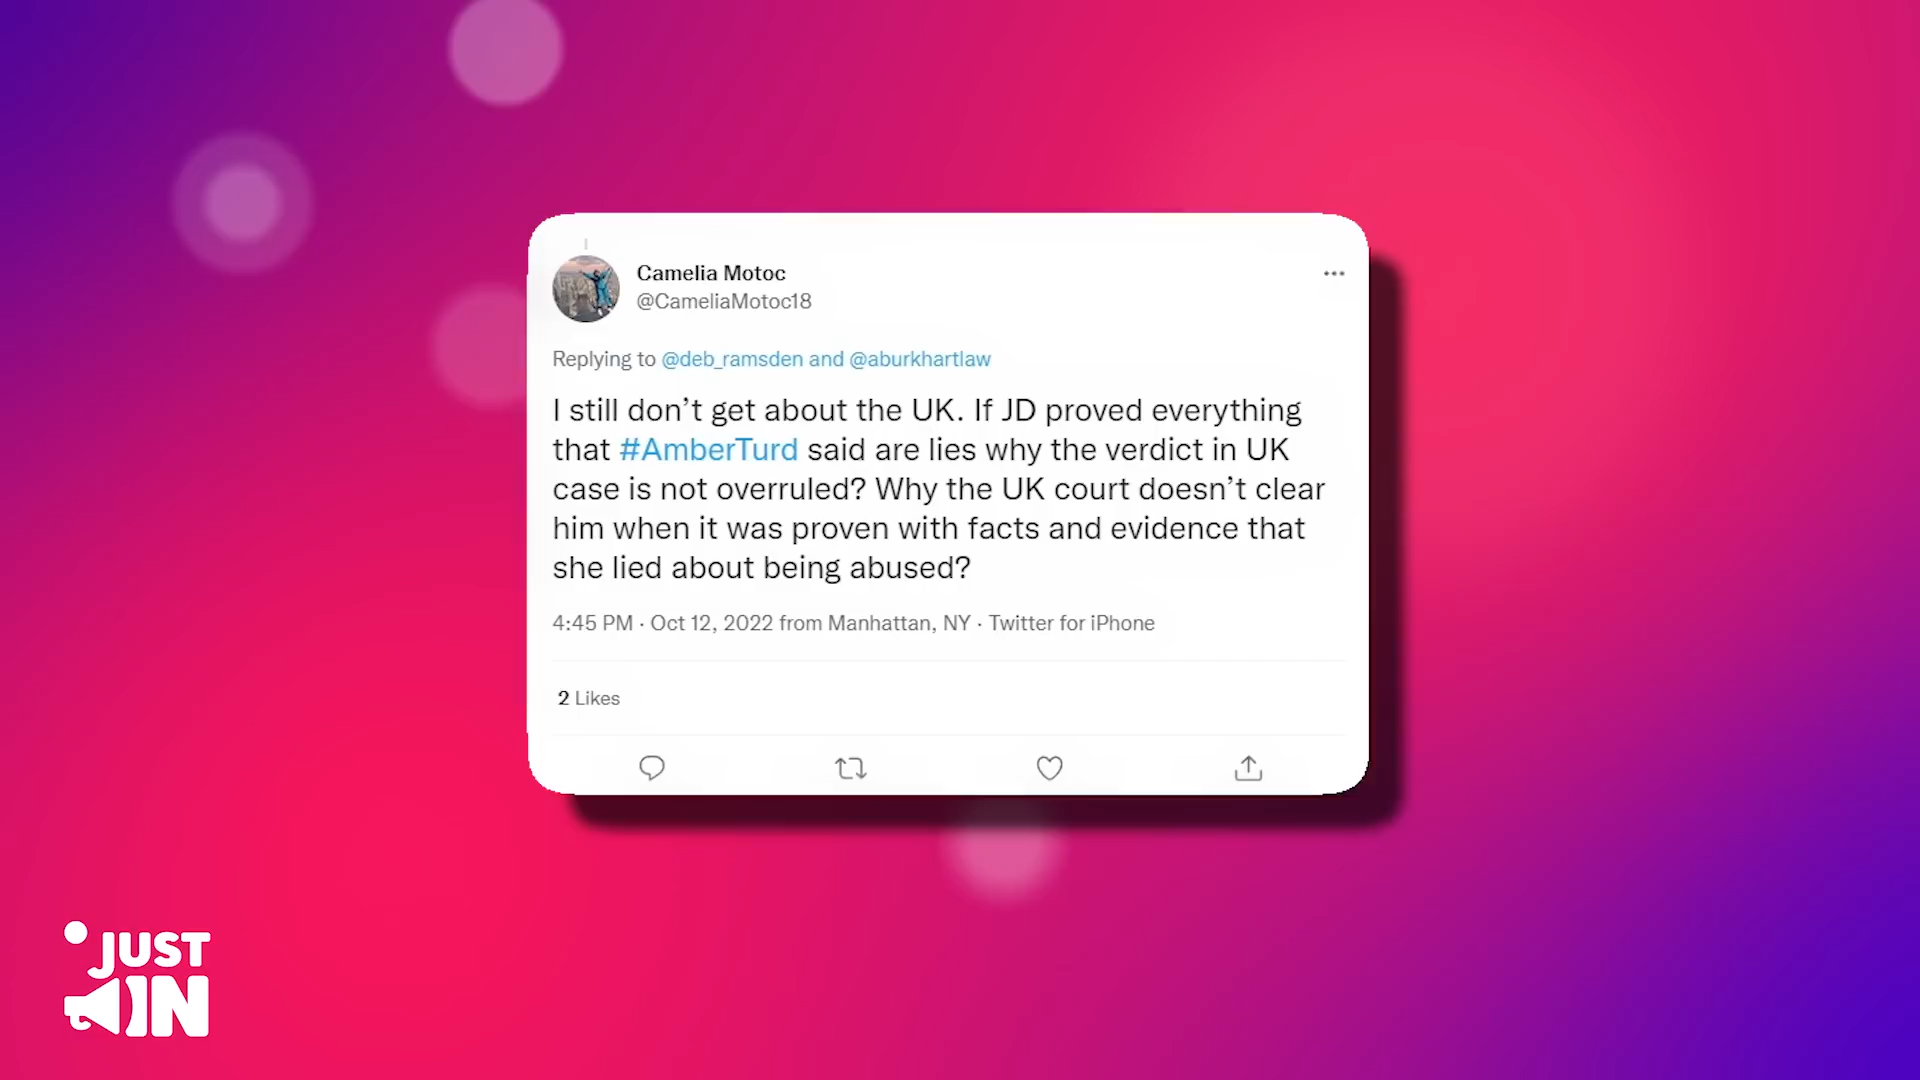 Camelia Motoc
@CameliaMotoc18
Replying to @deb_ramsden and @aburkhartlaw
I still don’t get about the UK. If JD proved everything
that #AmberTurd said are lies why the verdict in UK
case is not overruled? Why the UK court doesn’t clear
him when it was proven with facts and evidence that
she lied about being abused?
4:45 PM · Oct 12, 2022 from Manhattan, NY · Twitter for iPhone
2 Likes
JUST
IN